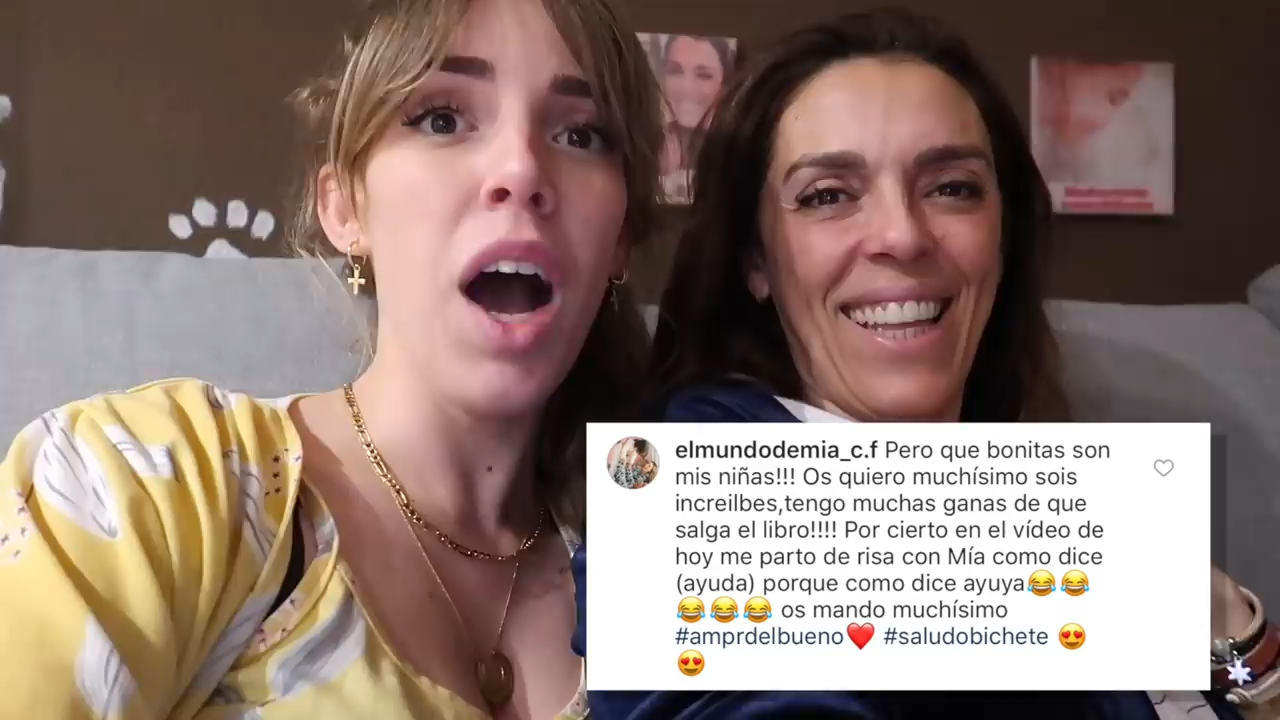 elmundodemia_c.f Pero que bonitas son
mis niñas!!! Os quiero muchísimo sois
increilbes,tengo muchas ganas de que
salga el libro!!!! Por cierto en el vídeo de
hoy me parto de risa con Mía como dice
(ayuda) porque como dice ayuya😂😂
😂😂😂 os mando muchísimo
#amprdelbueno❤️ #saludobichete 😍
😍